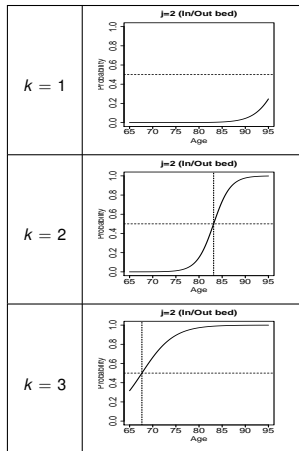 j=2 (In/Out bed)
k = 1
Probability
1.0
0.8
0.6
0.4
0.2
0.0
65 70 75 80 85 90 95
Age
j=2 (In/Out bed)
k = 2
Probability
1.0
0.8
0.6
0.4
0.2
0.0
65 70 75 80 85 90 95
Age
j=2 (In/Out bed)
k = 3
Probability
1.0
0.8
0.6
0.4
0.2
0.0
65 70 75 80 85 90 95
Age